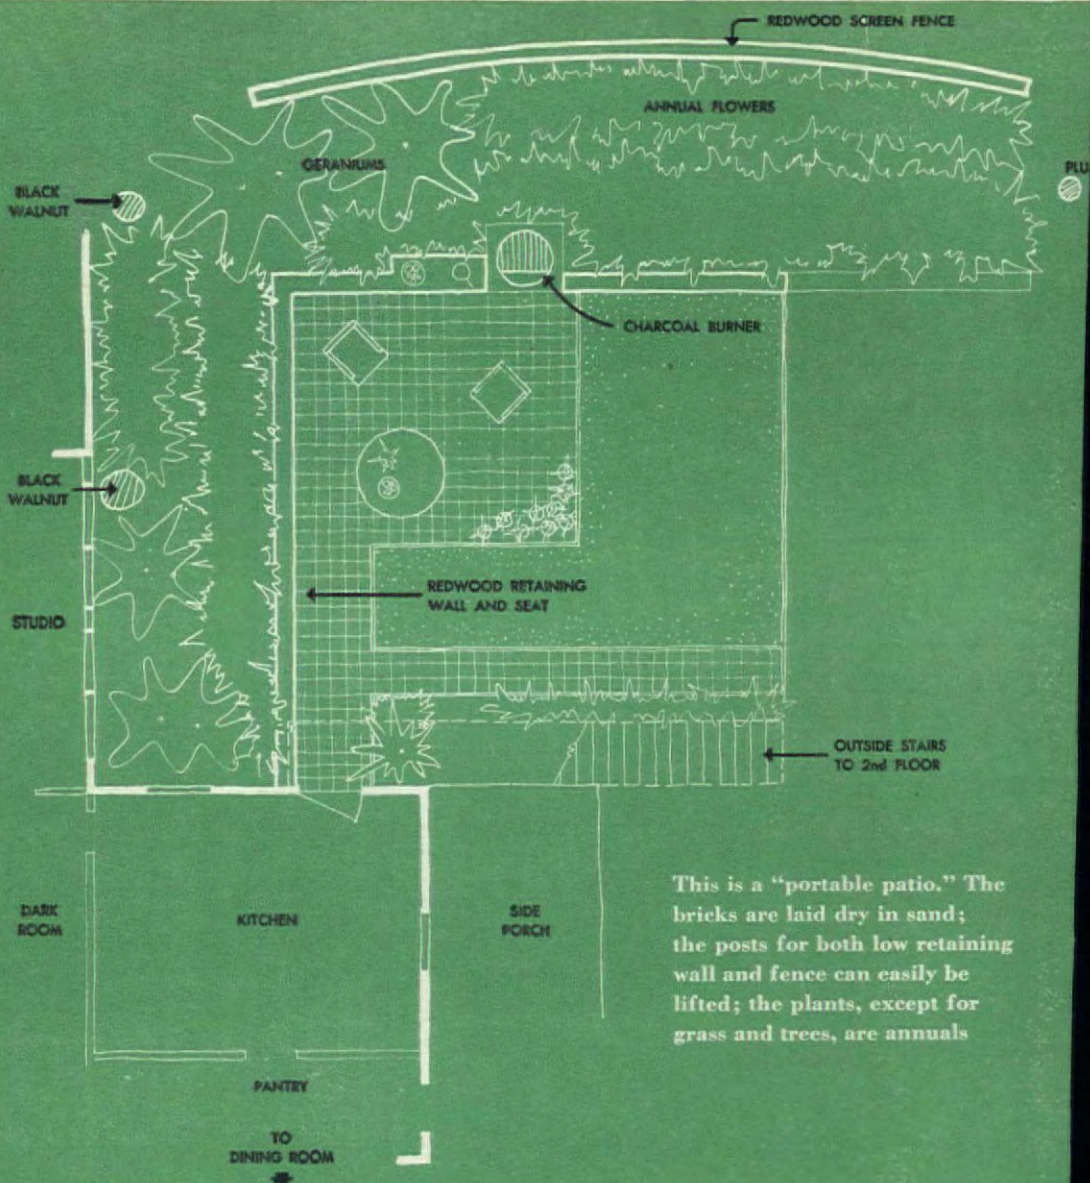 REDWOOD SCREEN FENCE
ANNUAL FLOWERS
GERANIUMS
PLU
BLACK
WALNUT
CHARCOAL BURNER
BLACK
WALNUT
REDWOOD RETAINING
WALL AND SEAT
STUDIO
OUTSIDE STAIRS
TO 2nd FLOOR
DARK
ROOM
KITCHEN
SIDE
PORCH
This is a “portable patio.” The
bricks are laid dry in sand;
the posts for both low retaining
wall and fence can easily be
lifted; the plants, except for
grass and trees, are annuals
PANTRY
TO
DINING ROOM